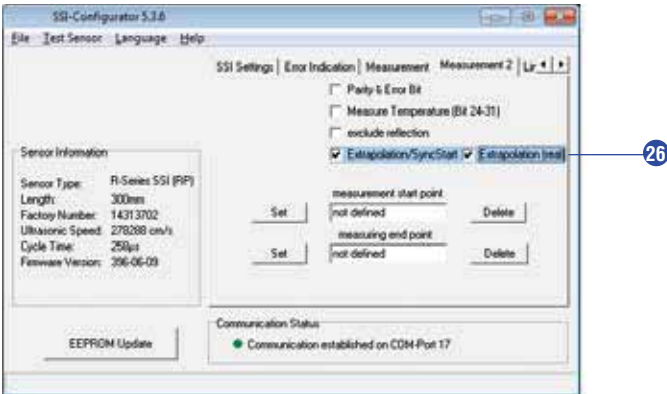 SSI-Configurator 5.3.6
File Test Sensor Language Help
SSI Settings Error Indication Measurement Measurement 2 Lir
Parity & Error Bit
Measure Temperature (Bit 24-31)
exclude reflection
Extrapolation/SyncStart Extrapolation (real)
26
Sensor Information
Sensor Type: R-Series SSI (RP)
Length: 300mm
Factory Number: 14313702
Ultrasonic Speed 278288 cm/s
Cycle Time: 250µs
Firmware Version: 396-06-09
measurement start point
Set not defined Delete
measuring end point
Set not defined Delete
EEPROM Update
Communication Status
Communication established on COM-Port 17